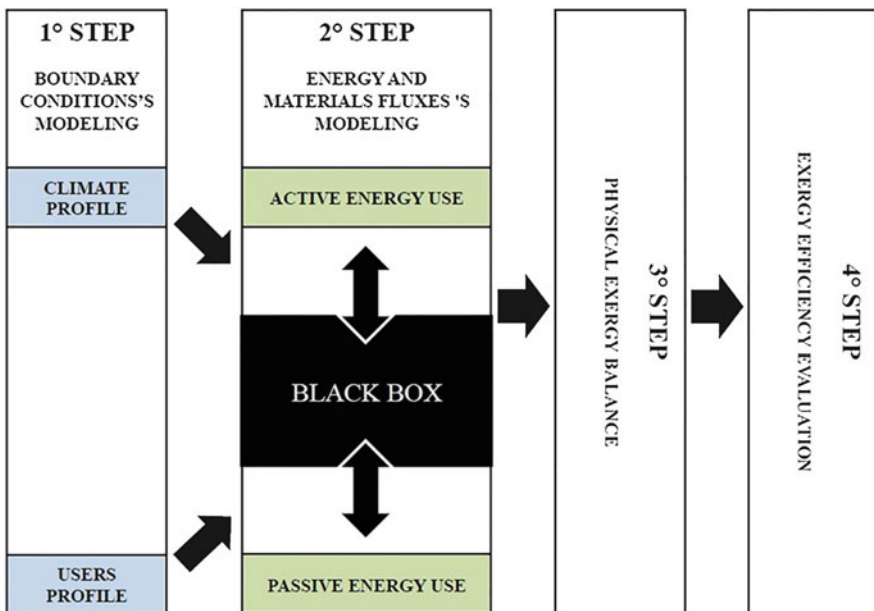 1° STEP
BOUNDARY
CONDITIONS'S
MODELING
CLIMATE
PROFILE
USERS
PROFILE
2° STEP
ENERGY AND
MATERIALS FLUXES 'S
MODELING
ACTIVE ENERGY USE
BLACK BOX
PASSIVE ENERGY USE
3° STEP
PHYSICAL EXERGY BALANCE
4° STEP
EXERGY EFFICIENCY EVALUATION